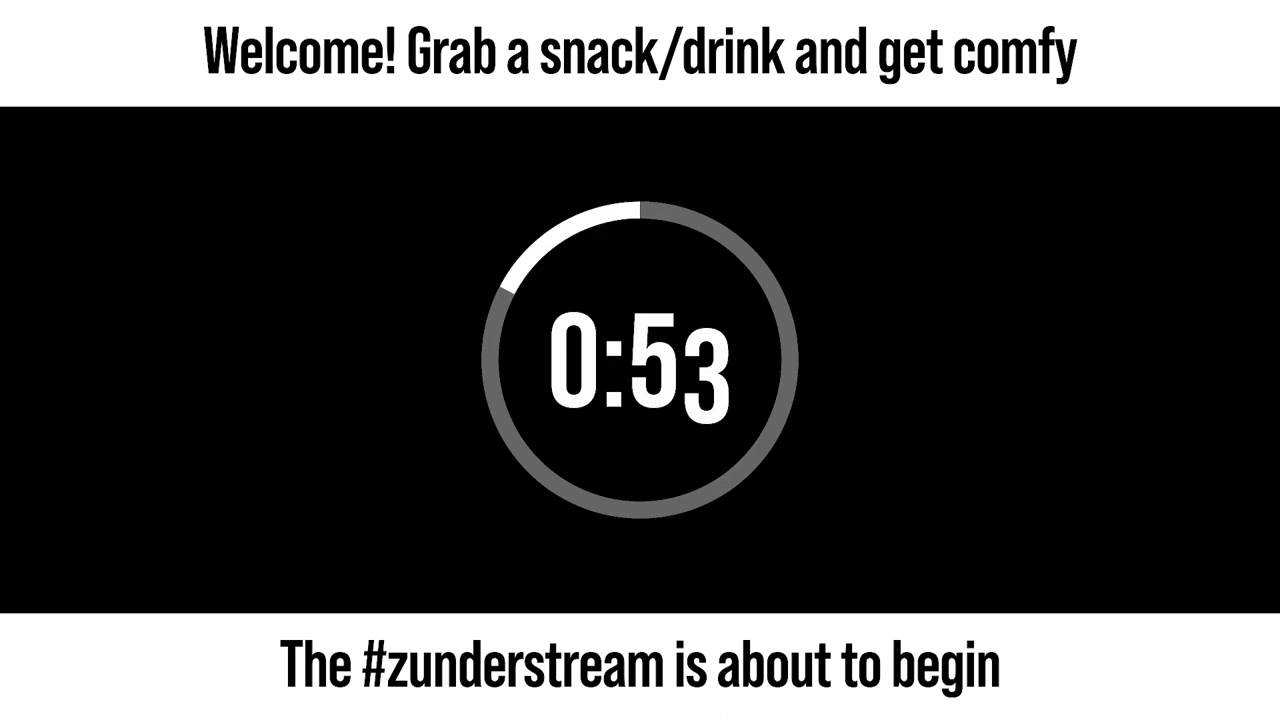 Welcome! Grab a snack/drink and get comfy
0:53
The #zunderstream is about to begin